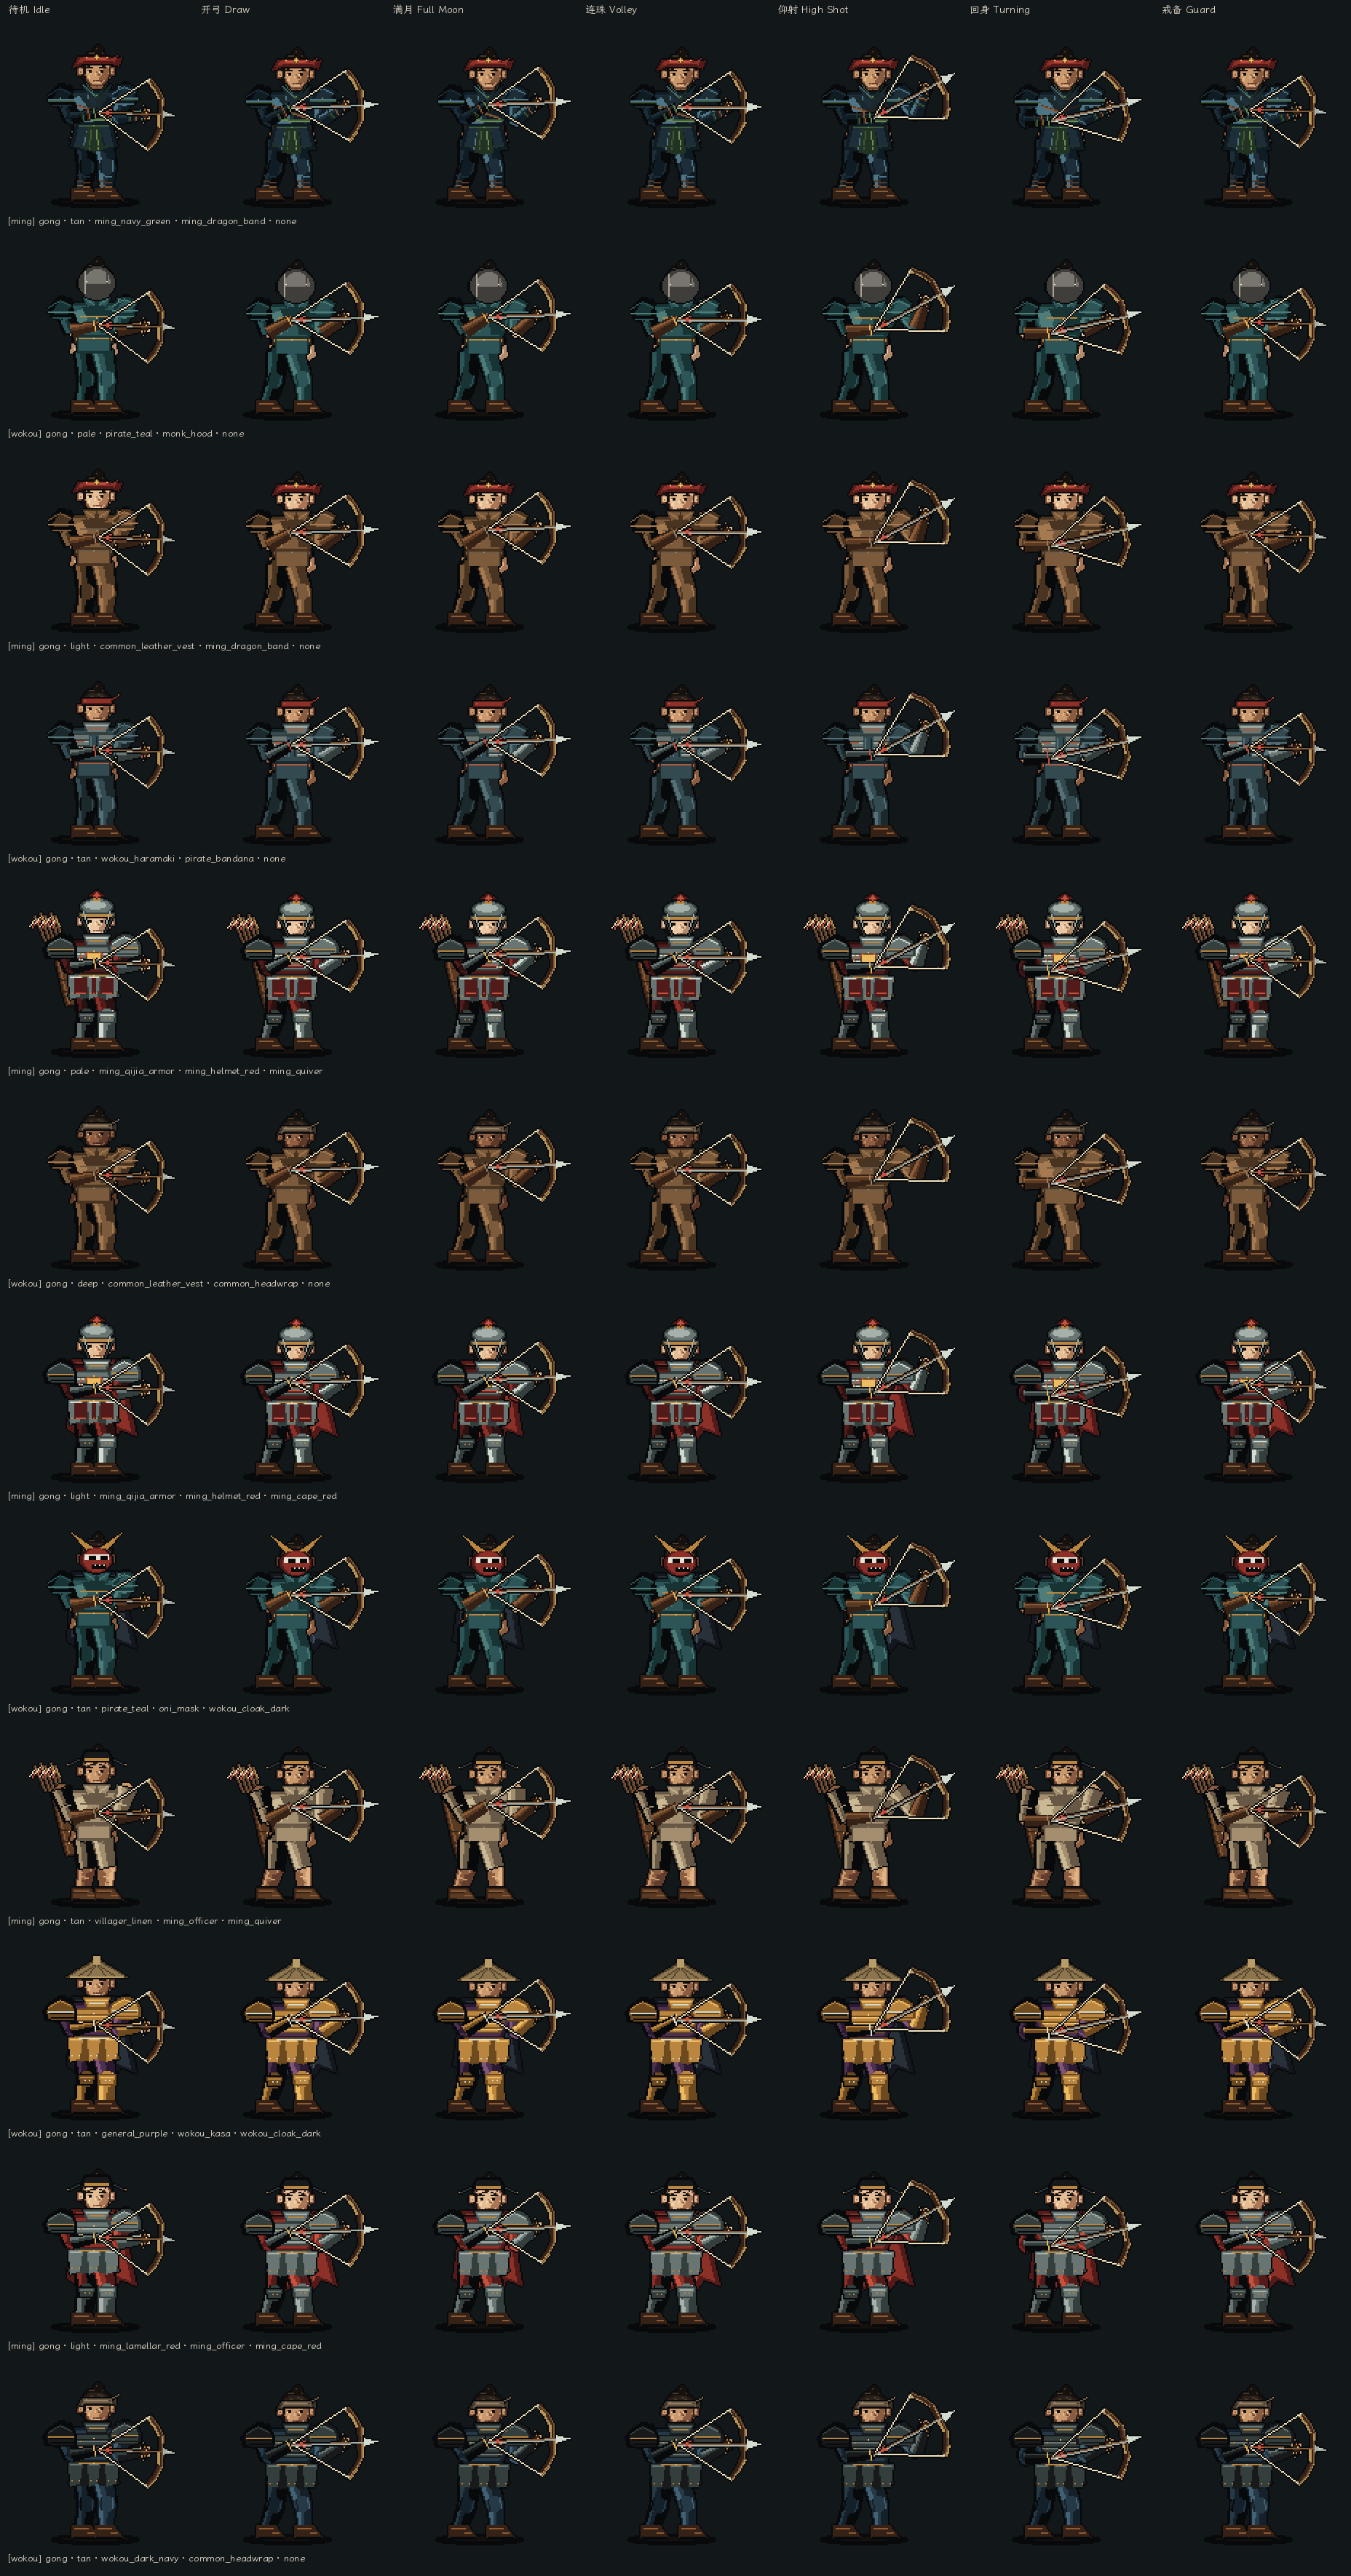 待机 Idle 开弓 Draw 满月 Full Moon 连珠 Volley 仰射 High Shot 回身 Turning 戒备 Guard
[ming] gong · tan · ming_navy_green · ming_dragon_band · none
[wokou] gong · pale · pirate_teal · monk_hood · none
[ming] gong · light · common_leather_vest · ming_dragon_band · none
[wokou] gong · tan · wokou_haramaki · pirate_bandana · none
[ming] gong · pale · ming_qijia_armor · ming_helmet_red · ming_quiver
[wokou] gong · deep · common_leather_vest · common_headwrap · none
[ming] gong · light · ming_qijia_armor · ming_helmet_red · ming_cape_red
[wokou] gong · tan · pirate_teal · oni_mask · wokou_cloak_dark
[ming] gong · tan · villager_linen · ming_officer · ming_quiver
[wokou] gong · tan · general_purple · wokou_kasa · wokou_cloak_dark
[ming] gong · light · ming_lamellar_red · ming_officer · ming_cape_red
[wokou] gong · tan · wokou_dark_navy · common_headwrap · none